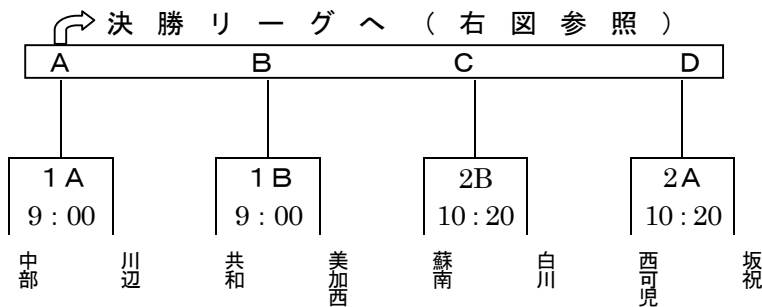 決勝リーグへ(右図参照)
A B C D
1A 1B 2B 2A
9:00 9:00 10:20 10:20
中部 川辺 共和 美加西 蘇南 白川 西可児 坂祝